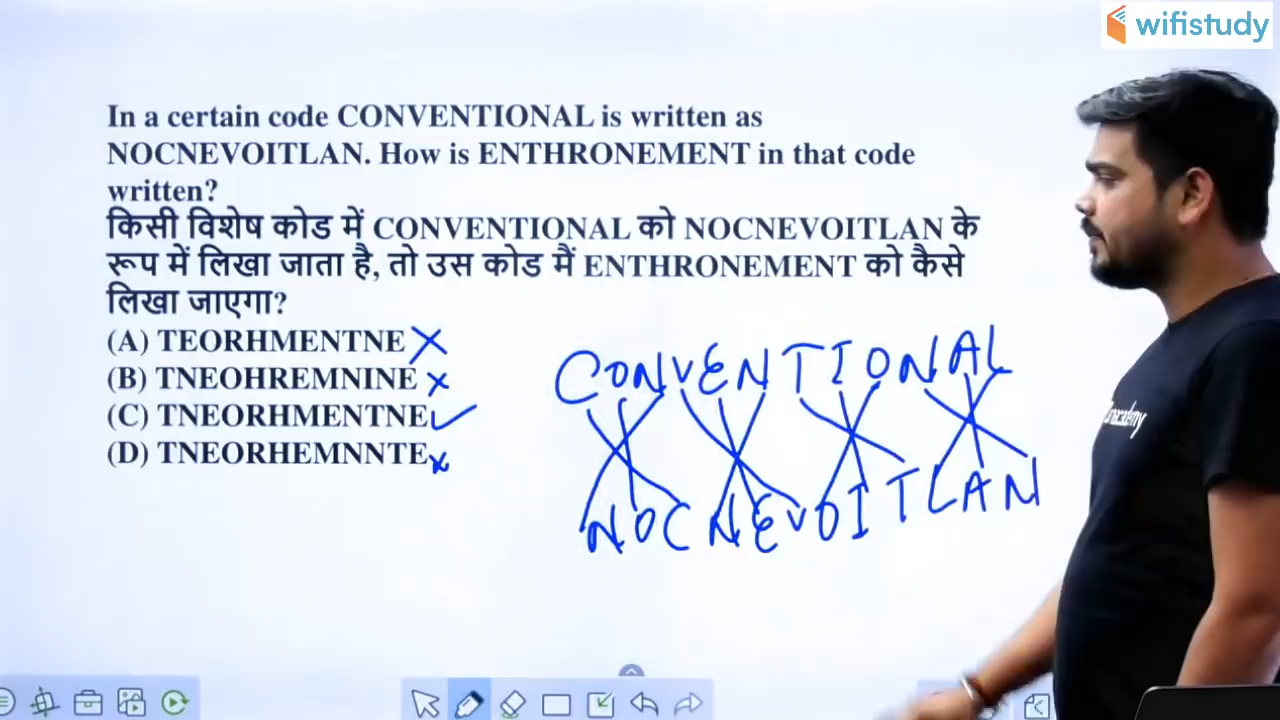 wifistudy
In a certain code CONVENTIONAL is written as
NOCNEVOITLAN. How is ENTHRONEMENT in that code
written?
किसी विशेष कोड में CONVENTIONAL को NOCNEVOITLAN के
रूप में लिखा जाता है, तो उस कोड मैं ENTHRONEMENT को कैसे
लिखा जाएगा?
(A) TEORHMENTNE
(B) TNEOHREMNINE
(C) TNEORHMENTNE
(D) TNEORHEMNNTE
CONVENTIONAL
NOCNEVOITLAN